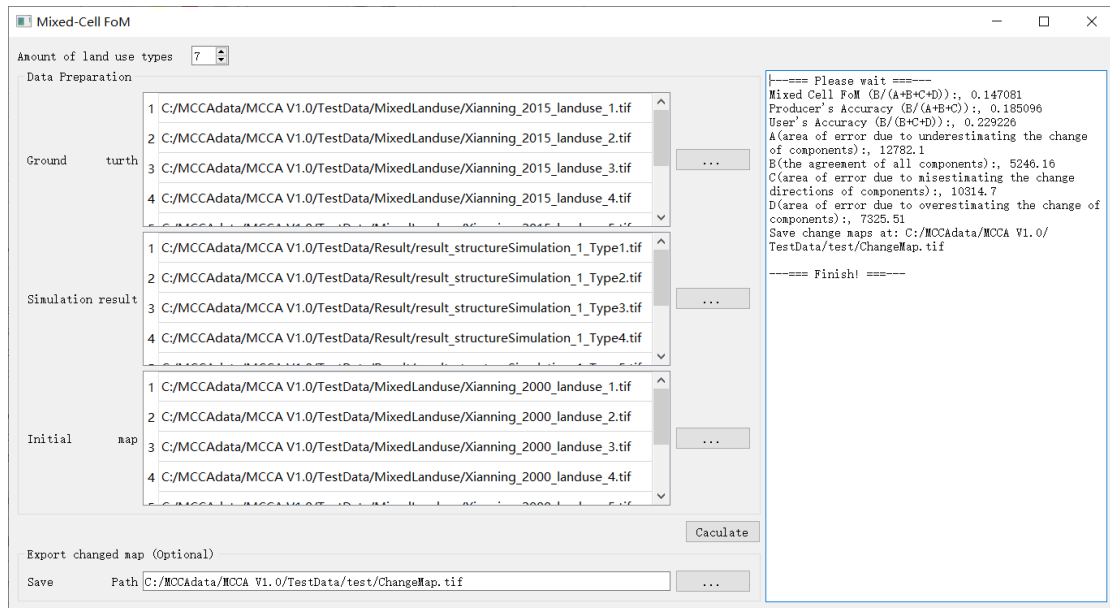 Mixed-Cell FoM
Amount of land use types 7
Data Preparation
Ground turth
1 C:/MCCAdata/MCCA V1.0/TestData/MixedLanduse/Xianning_2015_landuse_1.tif
2 C:/MCCAdata/MCCA V1.0/TestData/MixedLanduse/Xianning_2015_landuse_2.tif
3 C:/MCCAdata/MCCA V1.0/TestData/MixedLanduse/Xianning_2015_landuse_3.tif
4 C:/MCCAdata/MCCA V1.0/TestData/MixedLanduse/Xianning_2015_landuse_4.tif
...
Simulation result
1 C:/MCCAdata/MCCA V1.0/TestData/Result/result_structureSimulation_1_Type1.tif
2 C:/MCCAdata/MCCA V1.0/TestData/Result/result_structureSimulation_1_Type2.tif
3 C:/MCCAdata/MCCA V1.0/TestData/Result/result_structureSimulation_1_Type3.tif
4 C:/MCCAdata/MCCA V1.0/TestData/Result/result_structureSimulation_1_Type4.tif
...
Initial map
1 C:/MCCAdata/MCCA V1.0/TestData/MixedLanduse/Xianning_2000_landuse_1.tif
2 C:/MCCAdata/MCCA V1.0/TestData/MixedLanduse/Xianning_2000_landuse_2.tif
3 C:/MCCAdata/MCCA V1.0/TestData/MixedLanduse/Xianning_2000_landuse_3.tif
4 C:/MCCAdata/MCCA V1.0/TestData/MixedLanduse/Xianning_2000_landuse_4.tif
...
Caculate
Export changed map (Optional)
Save Path C:/MCCAdata/MCCA V1.0/TestData/test/ChangeMap.tif
...
---=== Please wait ===---
Mixed Cell FoM (B/(A+B+C+D)):, 0.147081
Producer's Accuracy (B/(A+B+C)):, 0.185096
User's Accuracy (B/(B+C+D)):, 0.229226
A(area of error due to underestimating the change
of components):, 12782.1
B(the agreement of all components):, 5246.16
C(area of error due to misestimating the change
directions of components):, 10314.7
D(area of error due to overestimating the change of
components):, 7325.51
Save change maps at: C:/MCCAdata/MCCA V1.0/
TestData/test/ChangeMap.tif
---=== Finish! ===---